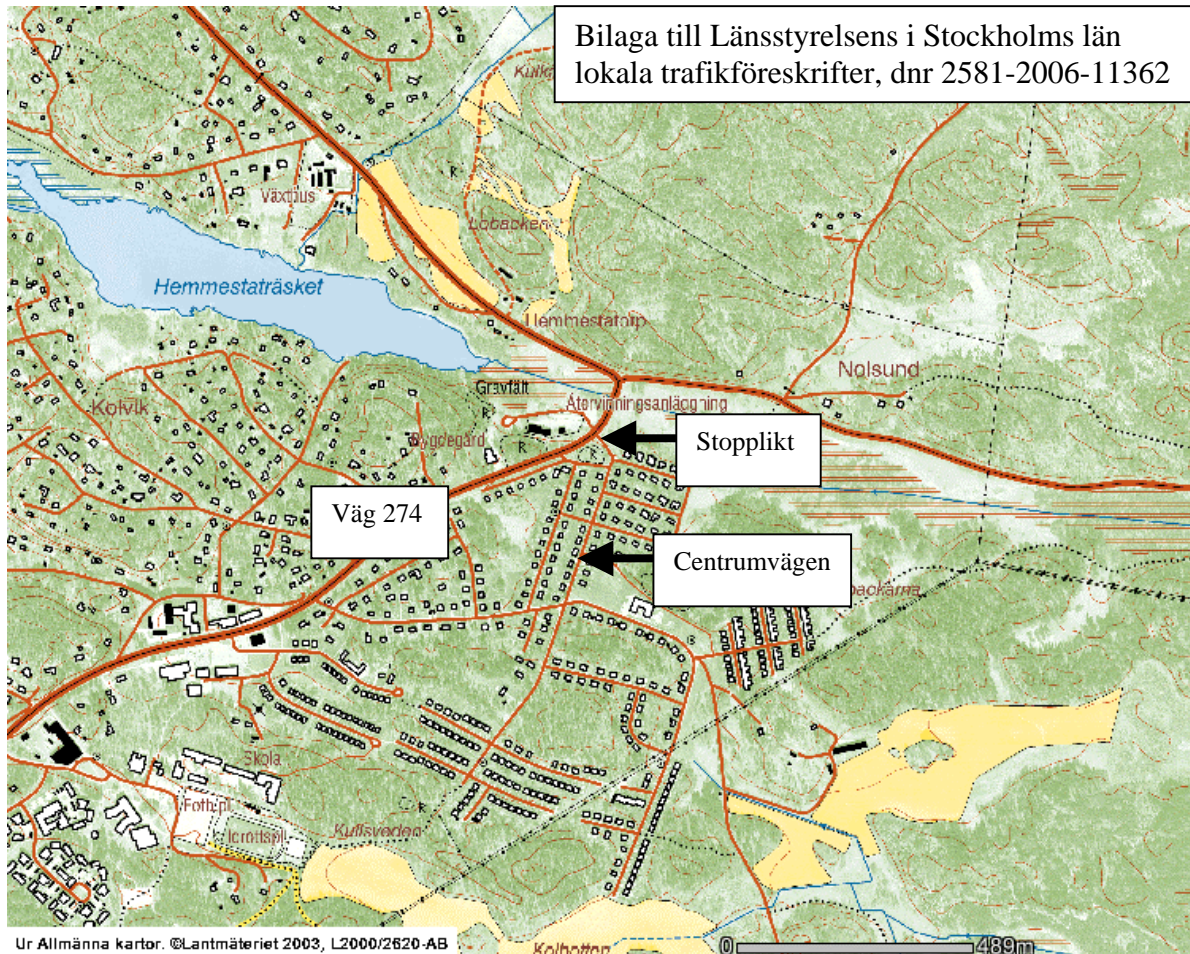 Bilaga till Länsstyrelsens i Stockholms län
lokala trafikföreskrifter, dnr 2581-2006-11362
Växthus
Lobacken
Hemmestaträsket
Hemmestatorp
Nolsund
Gravfält
Kolvik
Återvinningsanläggning
Bygdegård
R
R
R
R
Stopplikt
Väg 274
Centrumvägen
Skola
R
Fotb.pl
Idrottspl
Kullsveden
Kolbotten
Ur Allmänna kartor. ©Lantmäteriet 2003, L2000/2620-AB
0 489m